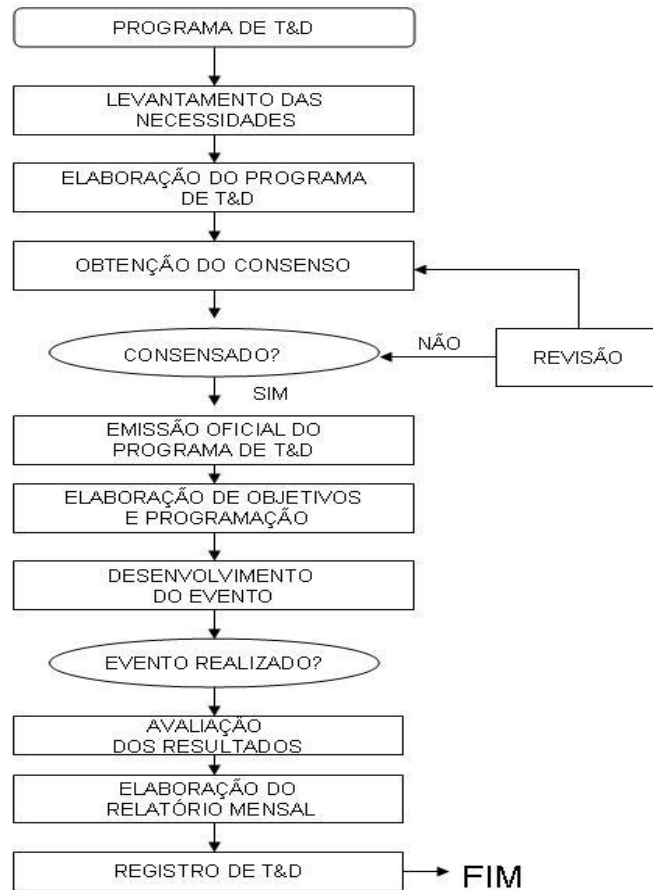 PROGRAMA DE T&D
LEVANTAMENTO DAS
NECESSIDADES
ELABORAÇÃO DO PROGRAMA
DE T&D
OBTENÇÃO DO CONSENSO
CONSENSADO?
NÃO
REVISÃO
SIM
EMISSÃO OFICIAL DO
PROGRAMA DE T&D
ELABORAÇÃO DE OBJETIVOS
E PROGRAMAÇÃO
DESENVOLVIMENTO
DO EVENTO
EVENTO REALIZADO?
AVALIAÇÃO
DOS RESULTADOS
ELABORAÇÃO DO
RELATÓRIO MENSAL
REGISTRO DE T&D
FIM